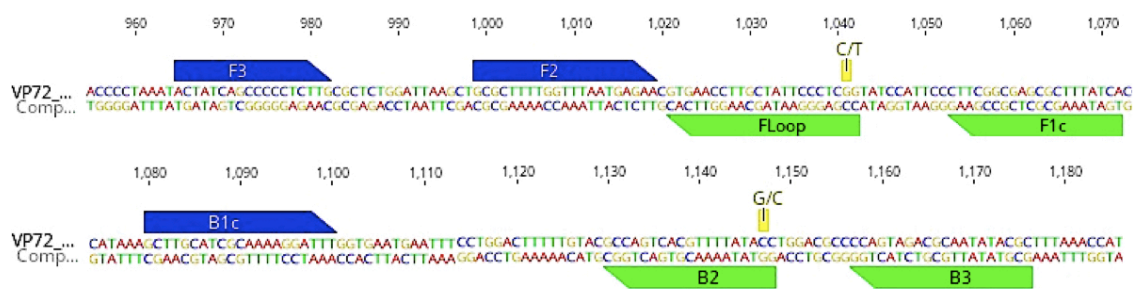 960 970 980 990 1,000 1,010 1,020 1,030 1,040 1,050 1,060 1,070
C/T
F3 F2
VP72_... ACCCCTAAATACTATCAGCCCCCTCTTGCGCTCTGGATTAAGCTGCGCTTTTGGTTTAATGAGAACGTGAACCTTGCTATTCCCTCGGTATCCATTCCCTTCGGCGAGCGCTTTATCAC
Comp... TGGGGATTTATGATAGTCGGGGGAGAACGCGAGACCTAATTCGACGCGAAAACCAAATTACTCTTGCACTTGGAACGATAAGGGAGCCATAGGTAAGGGAAGCCGCTCGCGAAATAGTG
FLoop F1c
1,080 1,090 1,100 1,110 1,120 1,130 1,140 1,150 1,160 1,170 1,180
G/C
B1c
VP72_... CATAAAGCTTGCATCGCAAAAGGATTTGGTGAATGAATTTCCTGGACTTTTTGTACGCCAGTCACGTTTTATACCTGGACGCCCCAGTAGACGCAATATACGCTTTAAACCAT
Comp... GTATTTCGAACGTAGCGTTTTCCTAAACCACTTACTTAAAGGACCTGAAAAACATGCGGTCAGTGCAAAATATGGACCTGCGGGGTCATCTGCGTTATATGCGAAATTTGGTA
B2 B3